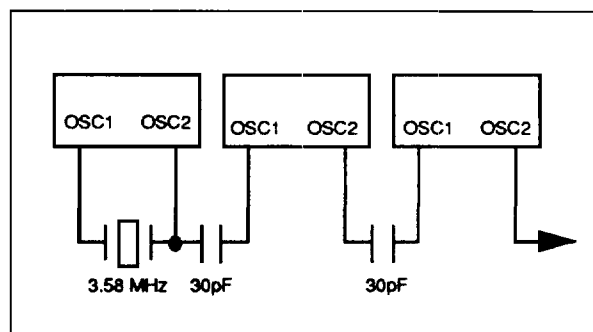 OSC1 OSC2 OSC1 OSC2 OSC1 OSC2
3.58 MHz 30pF 30pF